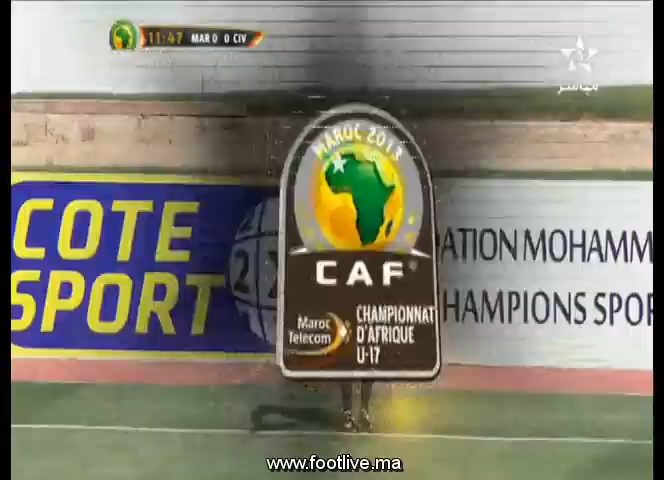 11:47 MAR 0 0 CIV
مباشر
MAROC 2013
CAF
Maroc Telecom
CHAMPIONNAT D'AFRIQUE U-17
COTE SPORT
ATION MOHAMM
HAMPIONS SPOR
www.footlive.ma